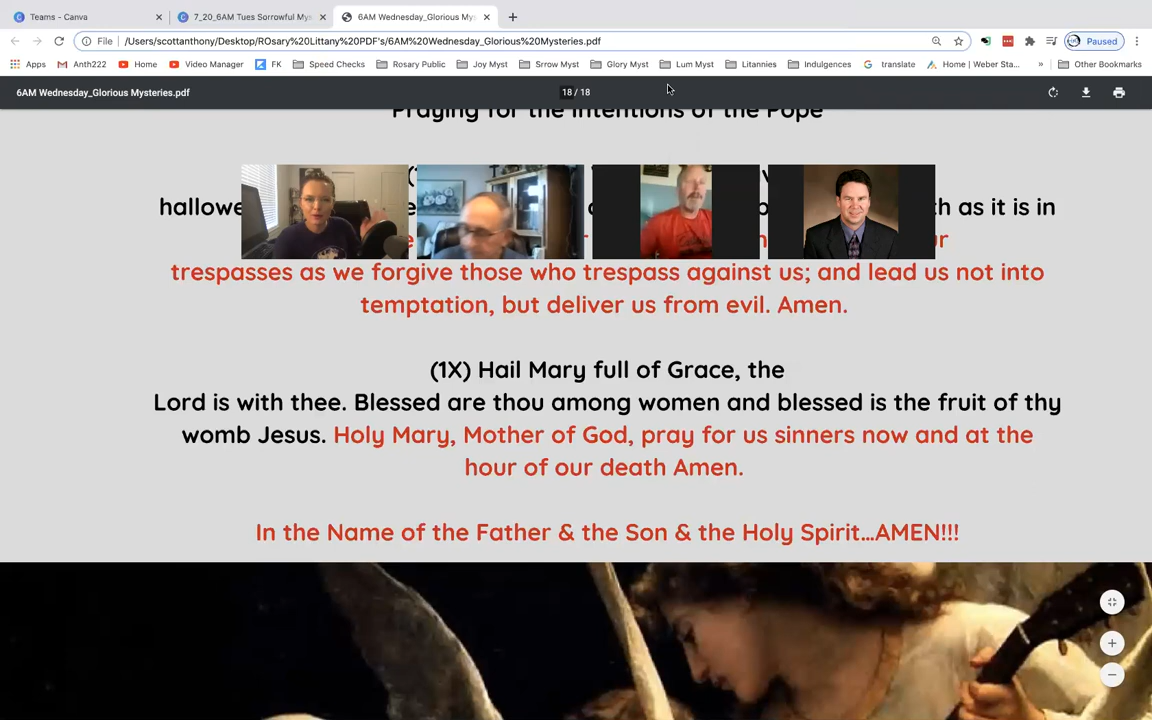 Teams - Canva
7_20_6AM Tues Sorrowful Mys
6AM Wednesday_Glorious Mys
File /Users/scottanthony/Desktop/ROsary%20Littany%20PDF's/6AM%20Wednesday_Glorious%20Mysteries.pdf
Paused
Apps Anth222 Home Video Manager FK Speed Checks Rosary Public Joy Myst Srrow Myst Glory Myst Lum Myst Litannies Indulgences translate Home | Weber Sta... » Other Bookmarks
6AM Wednesday_Glorious Mysteries.pdf
18 / 18
Praying for the intentions of the Pope
as it is in
trespasses as we forgive those who trespass against us; and lead us not into
temptation, but deliver us from evil. Amen.
(1X) Hail Mary full of Grace, the
Lord is with thee. Blessed are thou among women and blessed is the fruit of thy
womb Jesus. Holy Mary, Mother of God, pray for us sinners now and at the
hour of our death Amen.
In the Name of the Father & the Son & the Holy Spirit...AMEN!!!